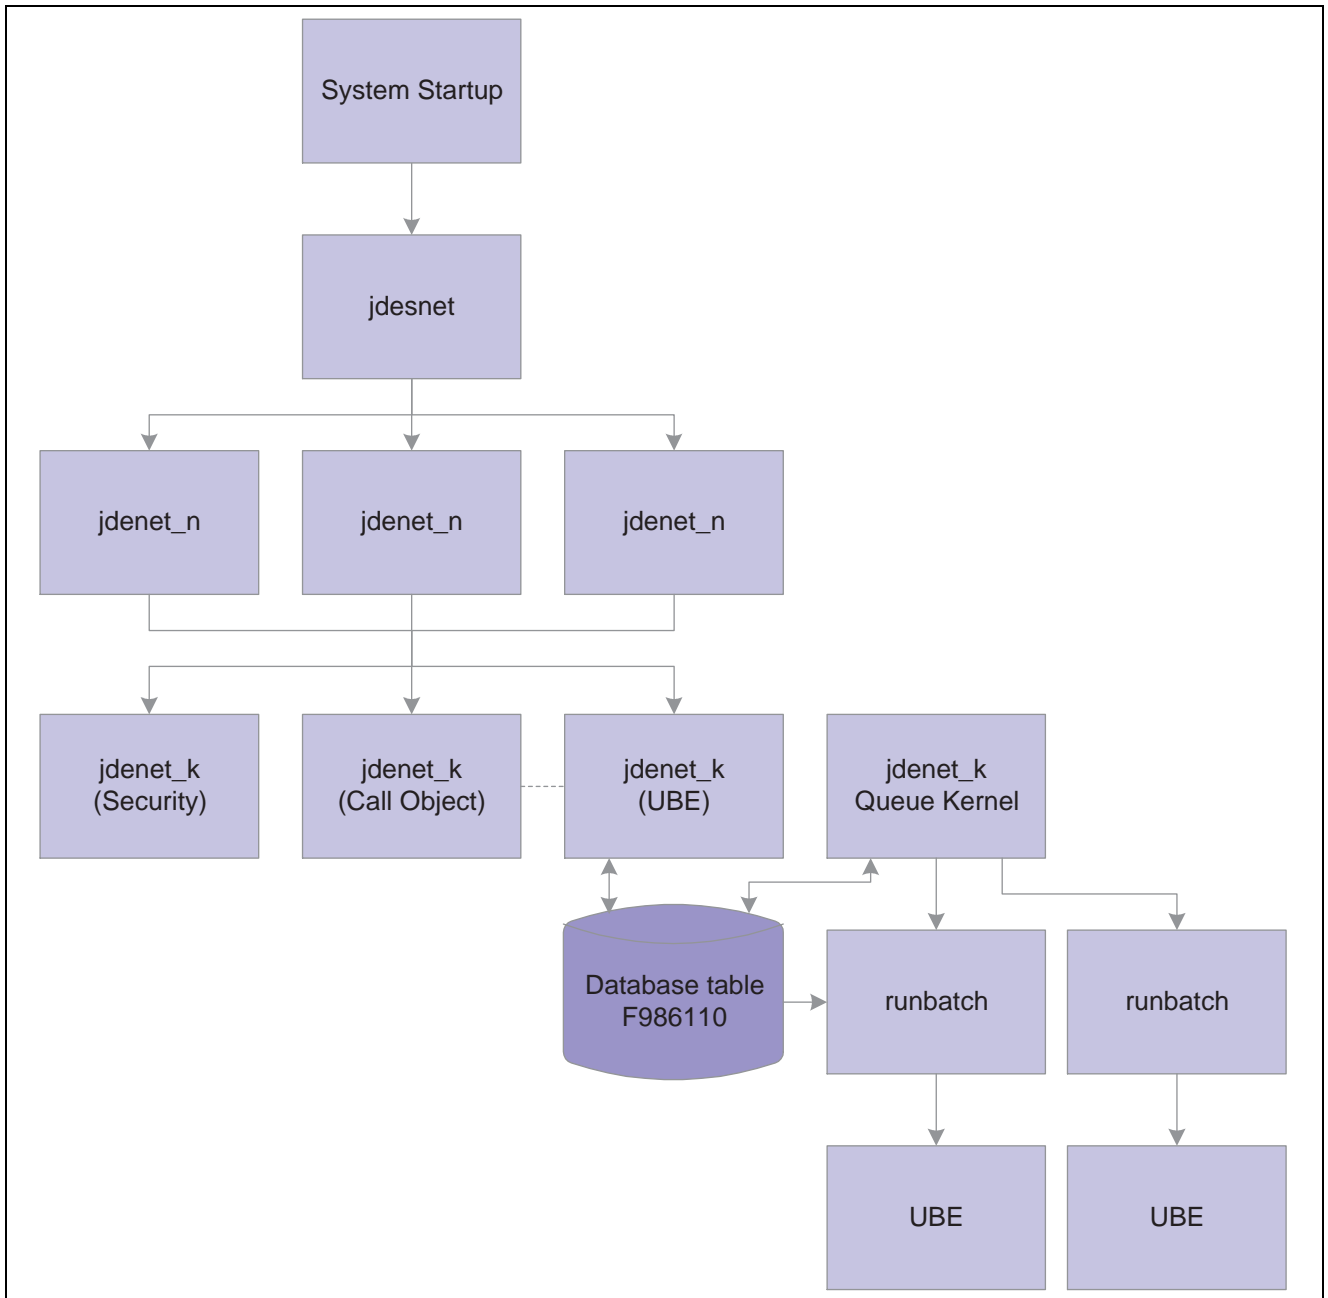 System Startup
jdesnet
jdenet_n
jdenet_n
jdenet_n
jdenet_k
(Security)
jdenet_k
(Call Object)
jdenet_k
(UBE)
jdenet_k
Queue Kernel
Database table
F986110
runbatch
runbatch
UBE
UBE